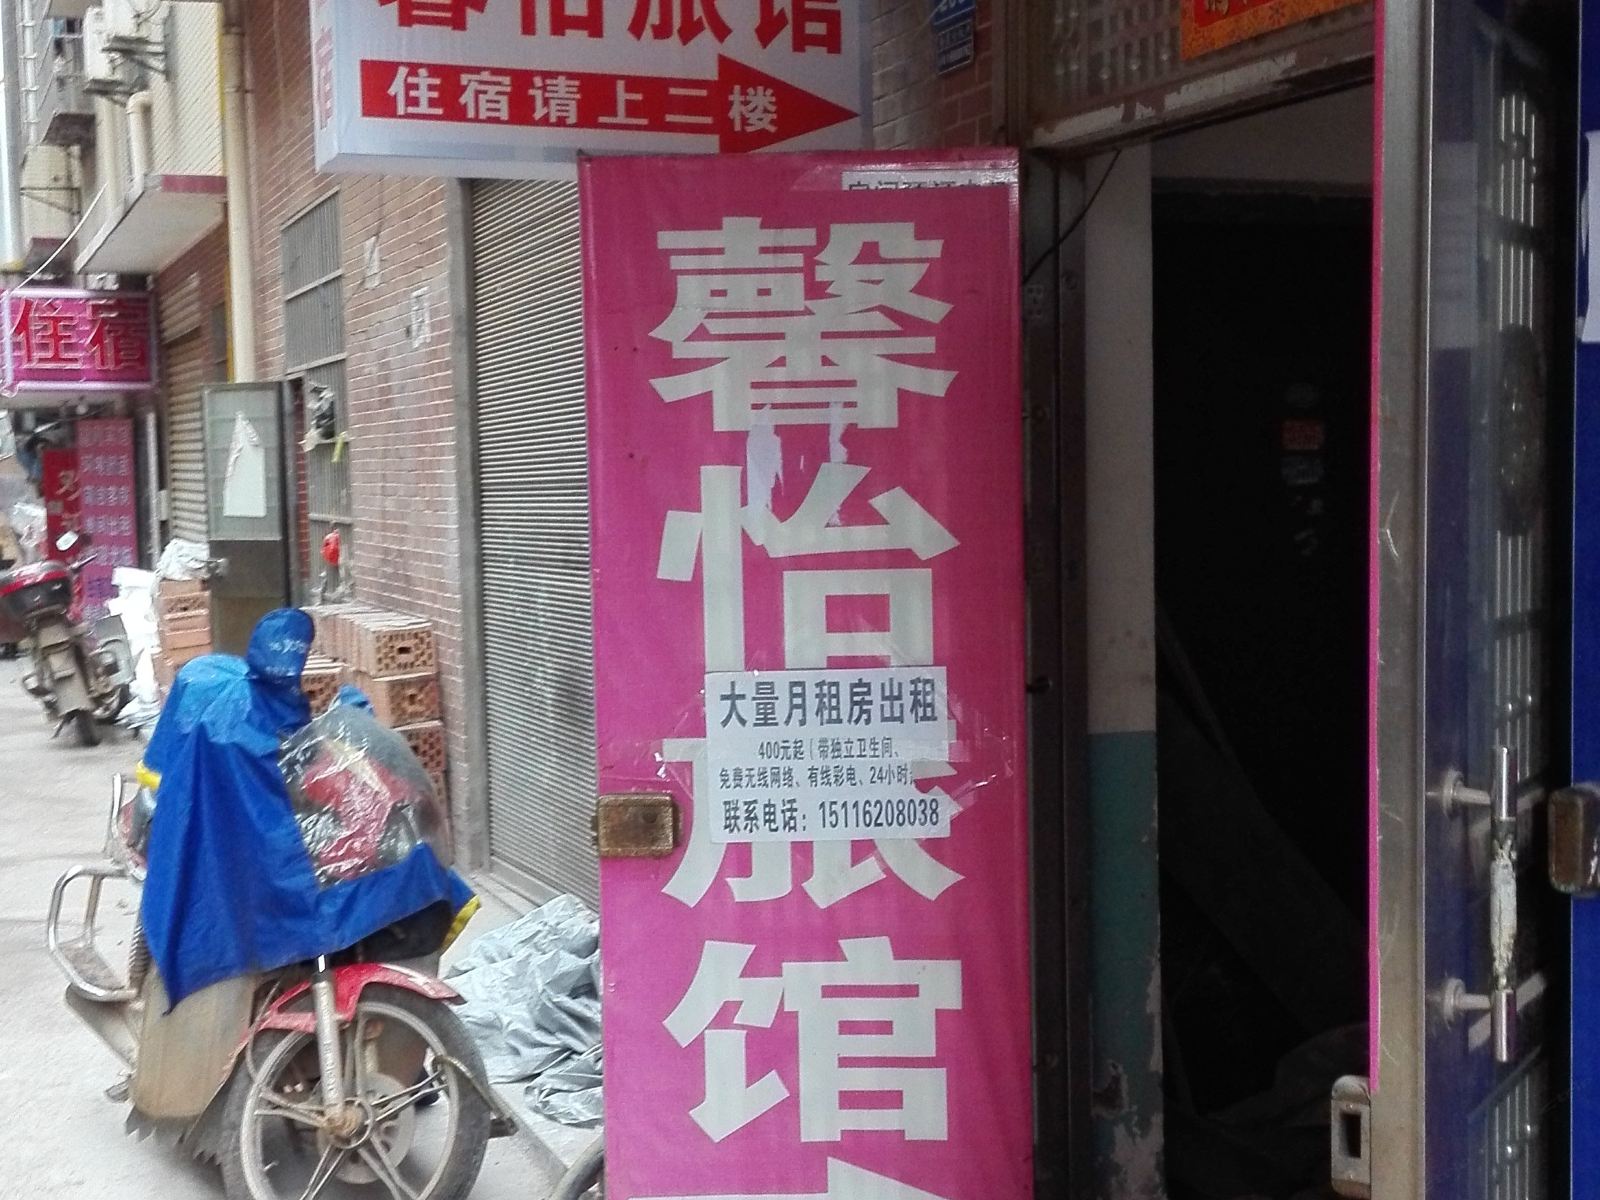 馨怡旅馆
住宿请上二楼
住宿
馨怡旅馆
大量月租房出租
400元起(带独立卫生间、
免费无线网络、有线彩电、24小时
联系电话：15116208038